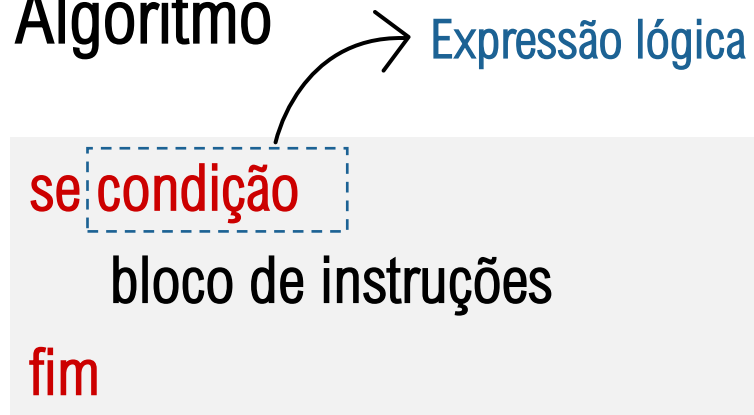 Algoritmo
Expressão lógica
se condição
bloco de instruções
fim